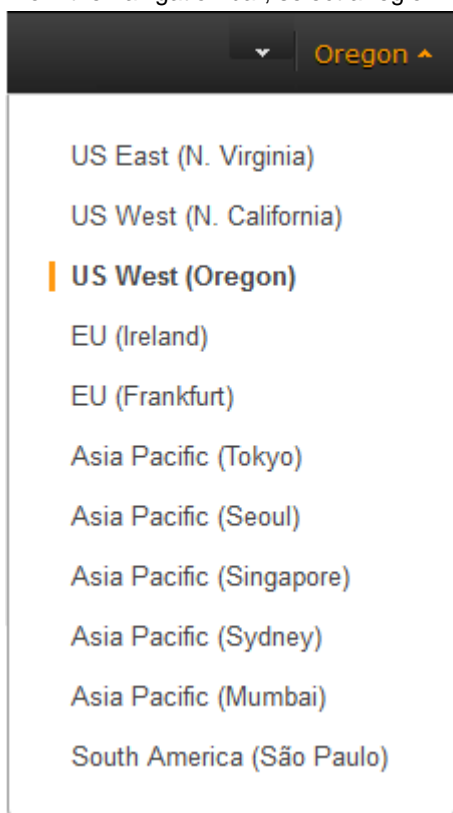 Oregon
US East (N. Virginia)
US West (N. California)
US West (Oregon)
EU (Ireland)
EU (Frankfurt)
Asia Pacific (Tokyo)
Asia Pacific (Seoul)
Asia Pacific (Singapore)
Asia Pacific (Sydney)
Asia Pacific (Mumbai)
South America (São Paulo)